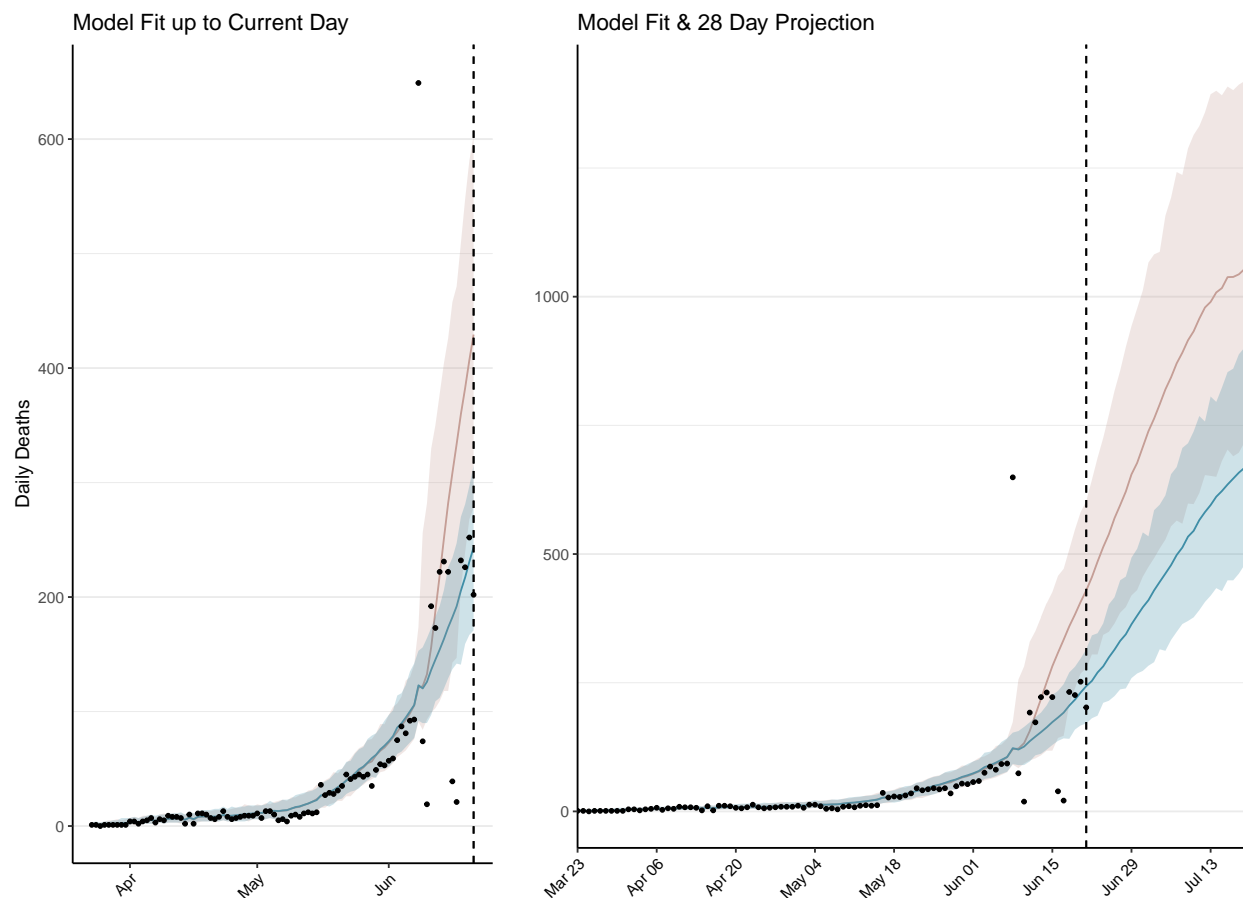 Model Fit up to Current Day
Daily Deaths
600
400
200
0
Apr
May
Jun
Model Fit & 28 Day Projection
1000
500
0
Mar 23
Apr 06
Apr 20
May 04
May 18
Jun 01
Jun 15
Jun 29
Jul 13